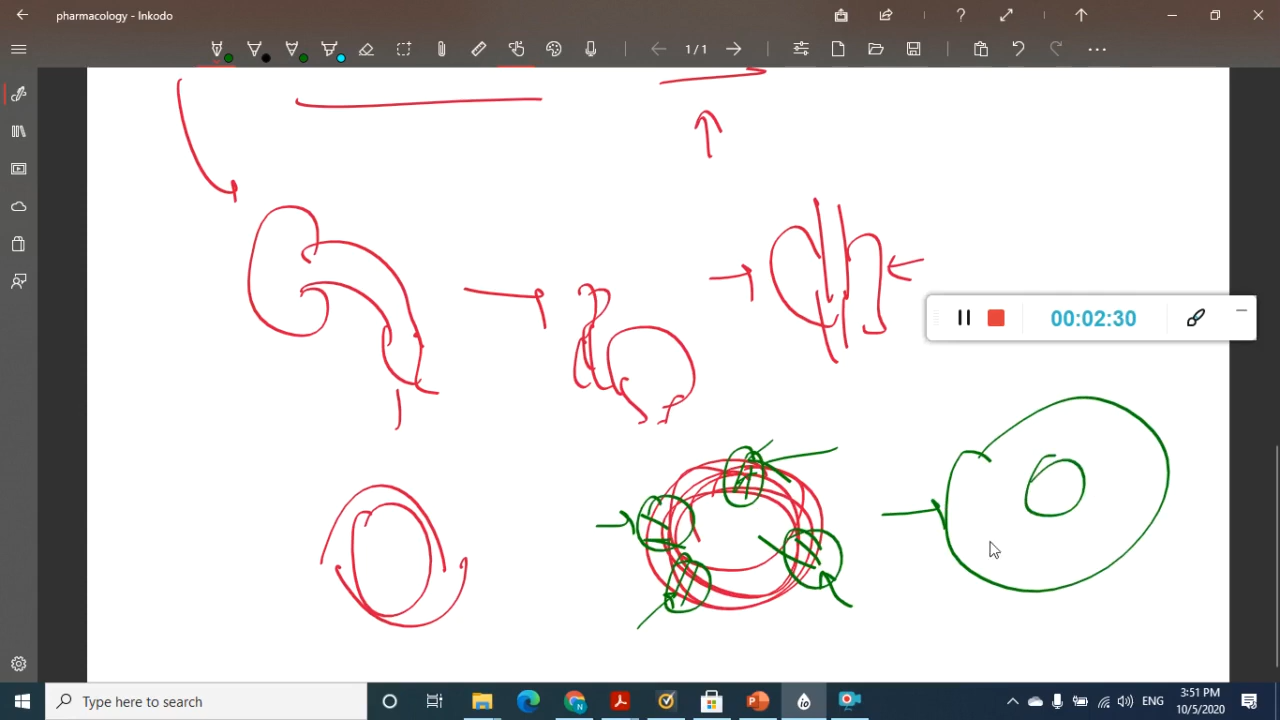 pharmacology - Inkodo
1/1
00:02:30
Type here to search
ENG
3:51 PM
10/5/2020